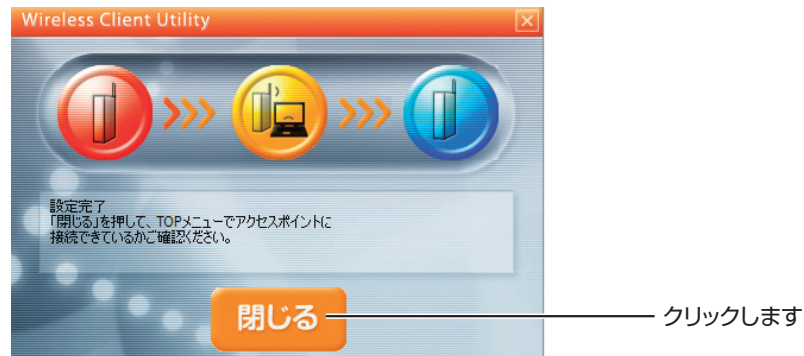 Wireless Client Utility
設定完了
「閉じる」を押して、TOPメニューでアクセスポイントに
接続できているかご確認ください。
閉じる
クリックします